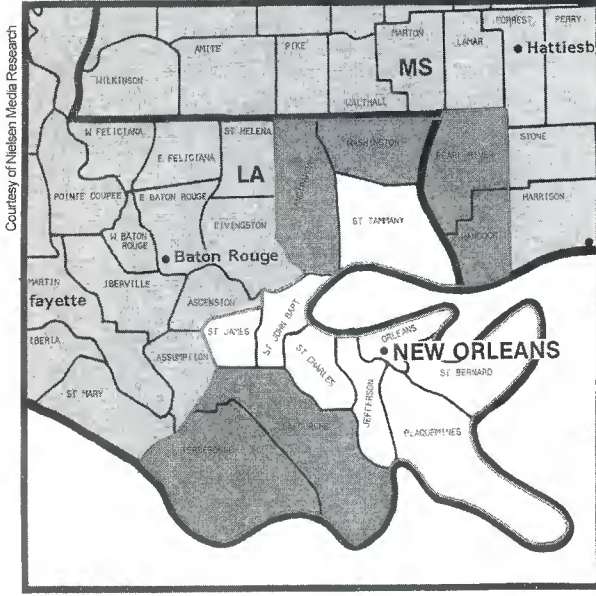 Courtesy of Nielsen Media Research
FORREST
PERRY
MARION
LAMAR
AMITE
PIKE
Hattiesb
WILKINSON
MS
WALTHALL
W FELICIANA
ST HELENA
WASHINGTON
STONE
E FELICIANA
PEARL RIVER
LA
POINTE COUPEE
E BATON ROUGE
HARRISON
ST TAMMANY
LIVINGSTON
W BATON
ROUGE
HANCOCK
Baton Rouge
MARTIN
IBERVILLE
fayette
ASCENSION
ST JOHN BAPT
ST JAMES
ORLEANS
IBERIA
ASSUMPTION
ST CHARLES
NEW ORLEANS
ST BERNARD
ST MARY
JEFFERSON
PLAQUEMINES
TERREBONNE